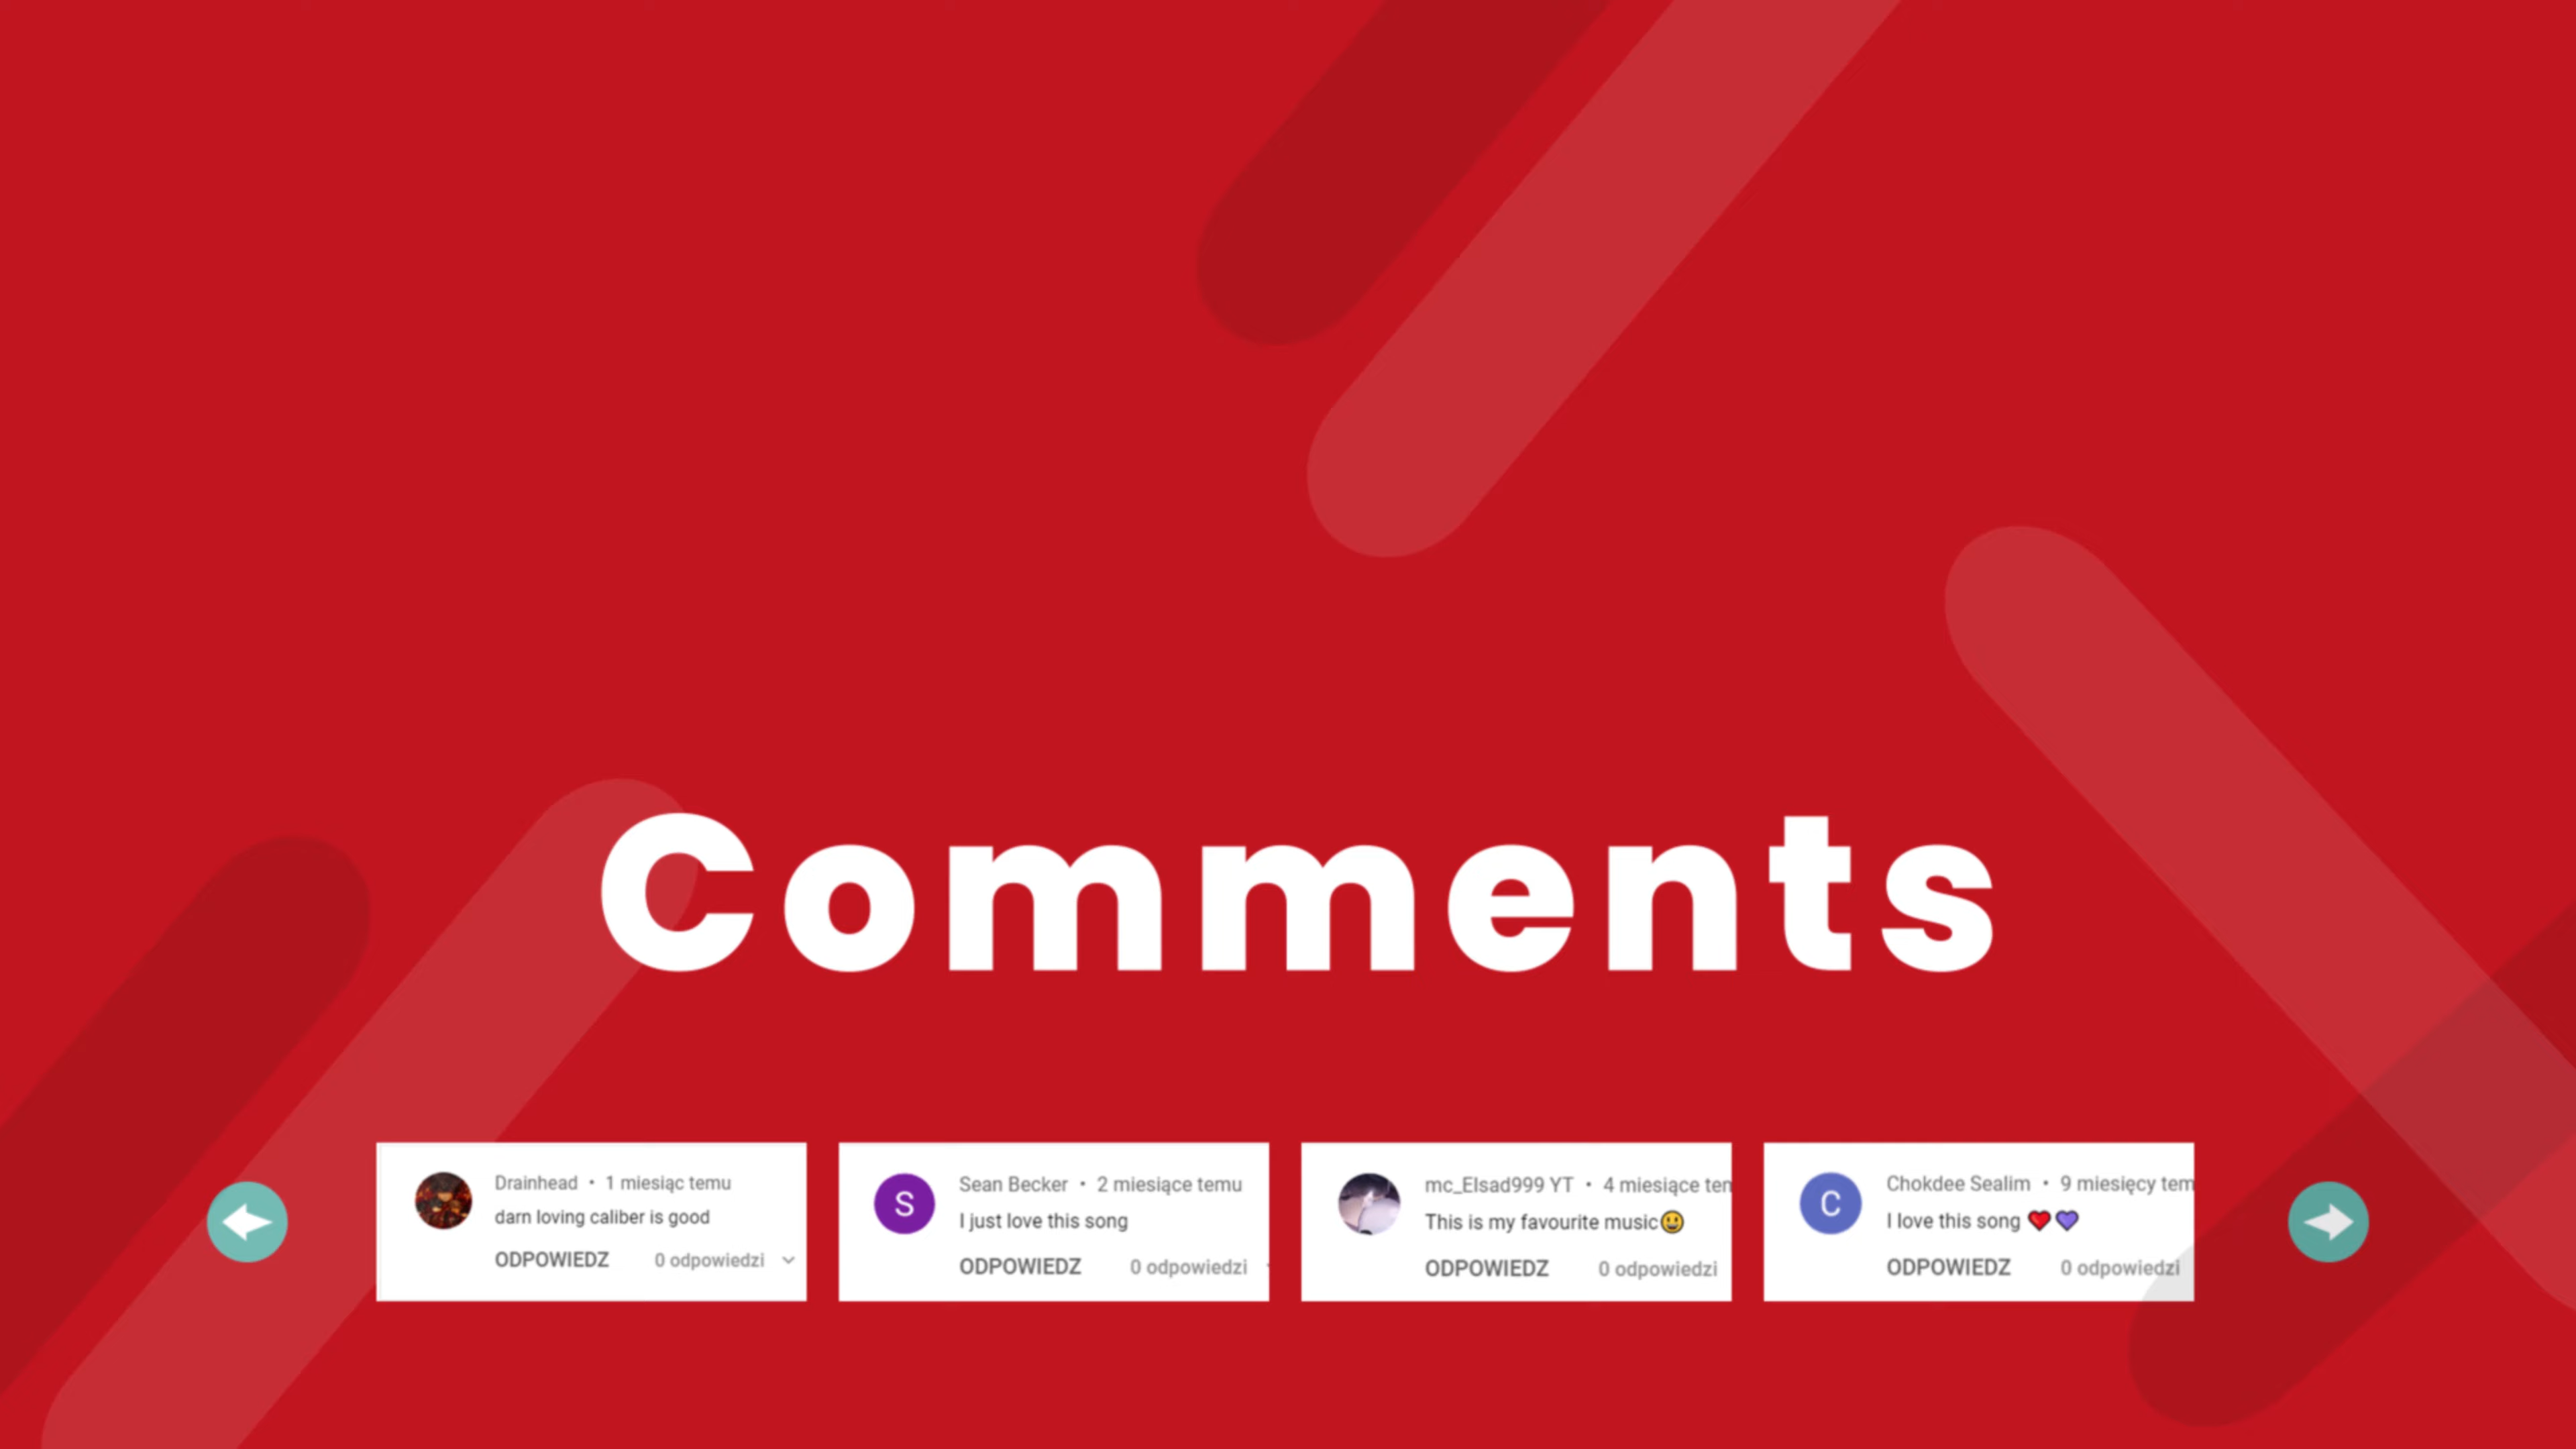 Comments
Drainhead • 1 miesiąc temu
darn loving caliber is good
ODPOWIEDZ 0 odpowiedzi
S
Sean Becker • 2 miesiące temu
I just love this song
ODPOWIEDZ 0 odpowiedzi
mc_Elsad999 YT • 4 miesiące
This is my favourite music😃
ODPOWIEDZ 0 odpowiedzi
C
Chokdee Sealim • 9 miesięcy
I love this song ❤️💜
ODPOWIEDZ 0 odpowiedzi